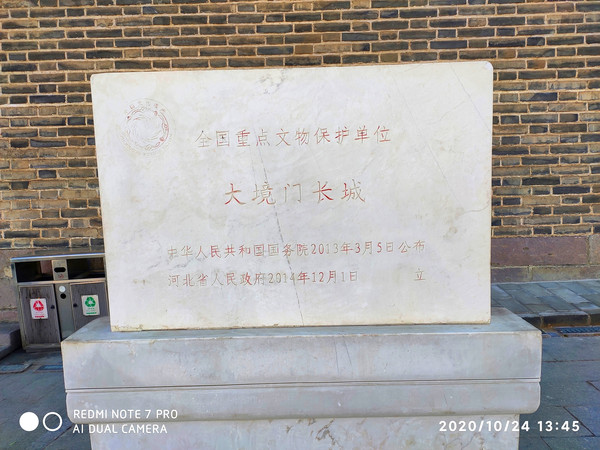 全国重点文物保护单位
大境门长城
中华人民共和国国务院2013年3月5日公布
河北省人民政府2014年12月1日 立
REDMI NOTE 7 PRO
AI DUAL CAMERA
2020/10/24 13:45